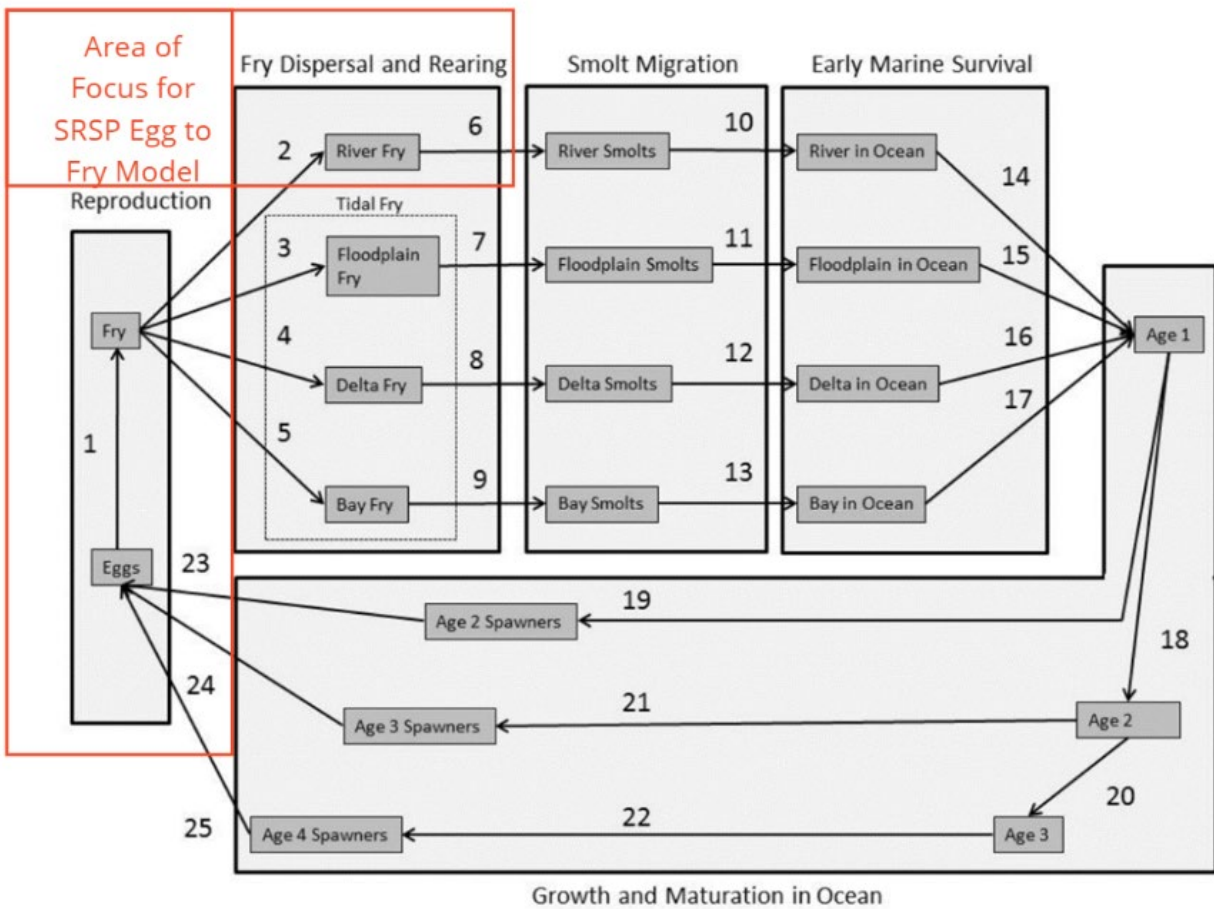 Area of
Focus for
SRSP Egg to
Fry Model
Fry Dispersal and Rearing
Smolt Migration
Early Marine Survival
Reproduction
2
River Fry
6
River Smolts
10
River in Ocean
14
Tidal Fry
3
Floodplain
Fry
7
Floodplain Smolts
11
Floodplain in Ocean
15
Fry
4
Delta Fry
8
Delta Smolts
12
Delta in Ocean
16
Age 1
17
1
5
Bay Fry
9
Bay Smolts
13
Bay in Ocean
Eggs
23
Age 2 Spawners
19
18
24
Age 3 Spawners
21
Age 2
20
25
Age 4 Spawners
22
Age 3
Growth and Maturation in Ocean